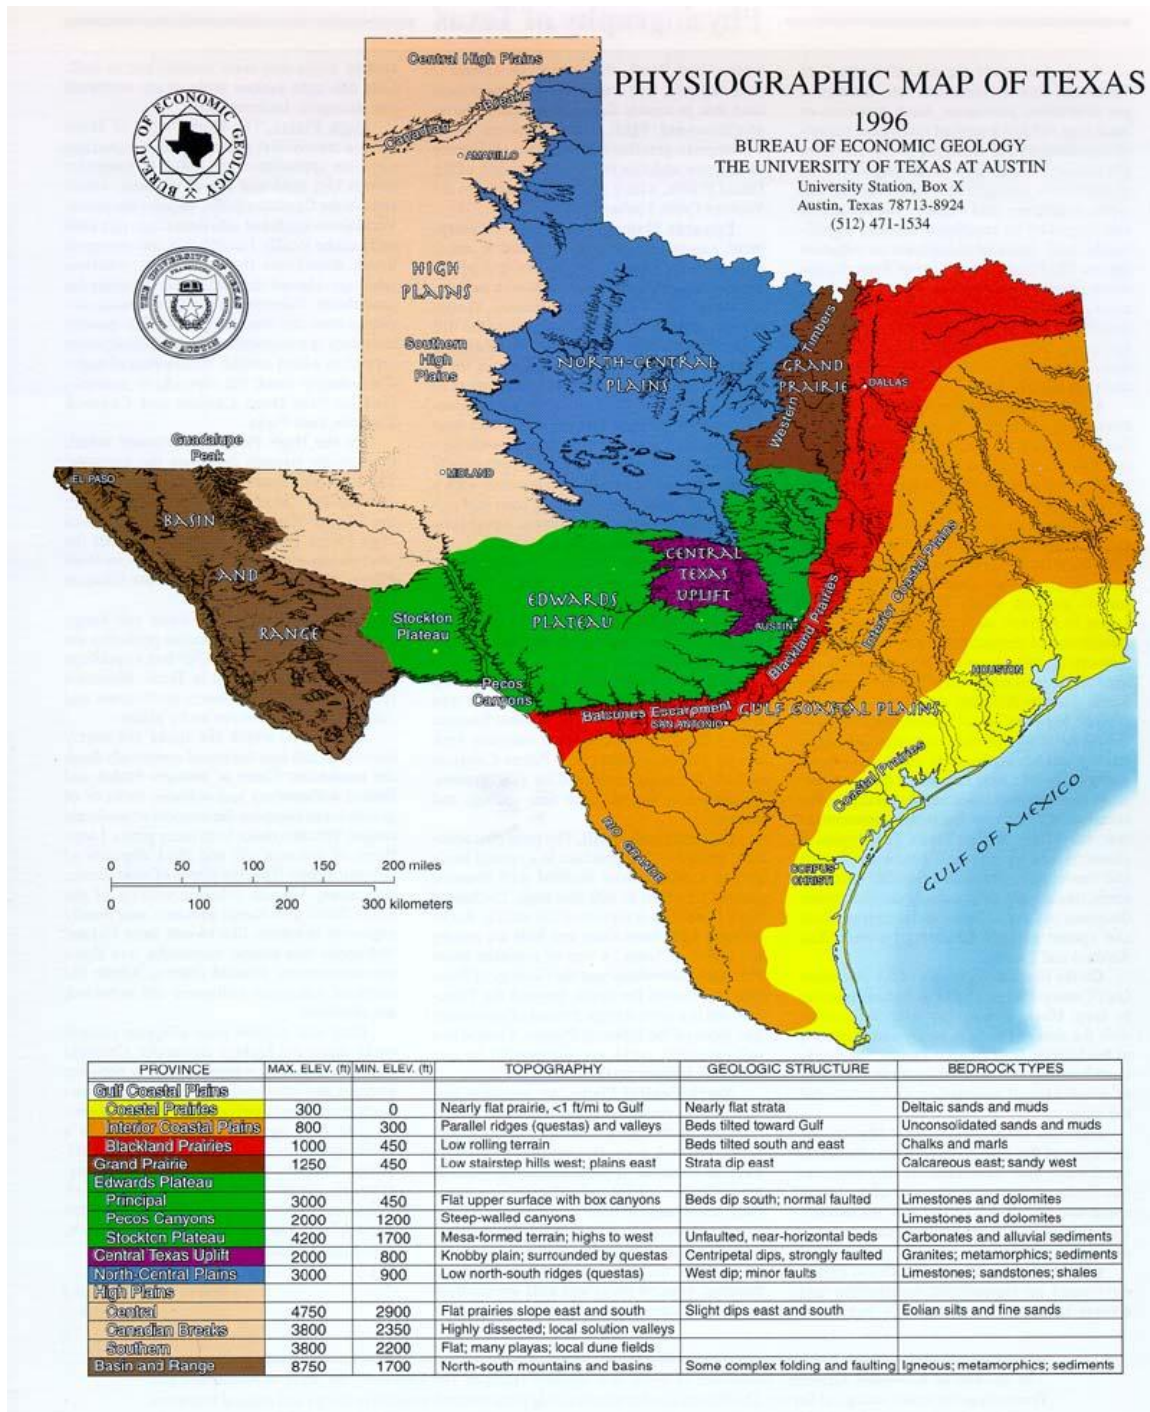 PHYSIOGRAPHIC MAP OF TEXAS
1996
BUREAU OF ECONOMIC GEOLOGY
THE UNIVERSITY OF TEXAS AT AUSTIN
University Station, Box X
Austin, Texas 78713-8924
(512) 471-1534
BUREAU OF ECONOMIC GEOLOGY
THE UNIVERSITY OF TEXAS
AT AUSTIN
Central High Plains
Canadian Breaks
AMARILLO
HIGH
PLAINS
Southern
High
Plains
NORTH-CENTRAL
PLAINS
Western Timbers
GRAND
PRAIRIE
DALLAS
Guadalupe
Peak
MIDLAND
EL PASO
BASIN
AND
RANGE
CENTRAL
TEXAS
UPLIFT
EDWARDS
PLATEAU
Stockton
Plateau
AUSTIN
Interior Coastal Plains
Blackland Prairies
HOUSTON
Pecos
Canyons
Balcones Escarpment
SAN ANTONIO
GULF COASTAL PLAINS
Coastal Prairies
RIO GRANDE
GULF OF MEXICO
CORPUS
CHRISTI
0 50 100 150 200 miles
0 100 200 300 kilometers
PROVINCE MAX. ELEV. (ft) MIN. ELEV. (ft) TOPOGRAPHY GEOLOGIC STRUCTURE BEDROCK TYPES
Gulf Coastal Plains
Coastal Prairies 300 0 Nearly flat prairie, <1 ft/mi to Gulf Nearly flat strata Deltaic sands and muds
Interior Coastal Plains 800 300 Parallel ridges (questas) and valleys Beds tilted toward Gulf Unconsolidated sands and muds
Blackland Prairies 1000 450 Low rolling terrain Beds tilted south and east Chalks and marls
Grand Prairie 1250 450 Low stairstep hills west; plains east Strata dip east Calcareous east; sandy west
Edwards Plateau
Principal 3000 450 Flat upper surface with box canyons Beds dip south; normal faulted Limestones and dolomites
Pecos Canyons 2000 1200 Steep-walled canyons Limestones and dolomites
Stockton Plateau 4200 1700 Mesa-formed terrain; highs to west Unfaulted, near-horizontal beds Carbonates and alluvial sediments
Central Texas Uplift 2000 800 Knobby plain; surrounded by questas Centripetal dips, strongly faulted Granites; metamorphics; sediments
North-Central Plains 3000 900 Low north-south ridges (questas) West dip; minor faults Limestones; sandstones; shales
High Plains
Central 4750 2900 Flat prairies slope east and south Slight dips east and south Eolian silts and fine sands
Canadian Breaks 3800 2350 Highly dissected; local solution valleys
Southern 3800 2200 Flat; many playas; local dune fields
Basin and Range 8750 1700 North-south mountains and basins Some complex folding and faulting Igneous; metamorphics; sediments